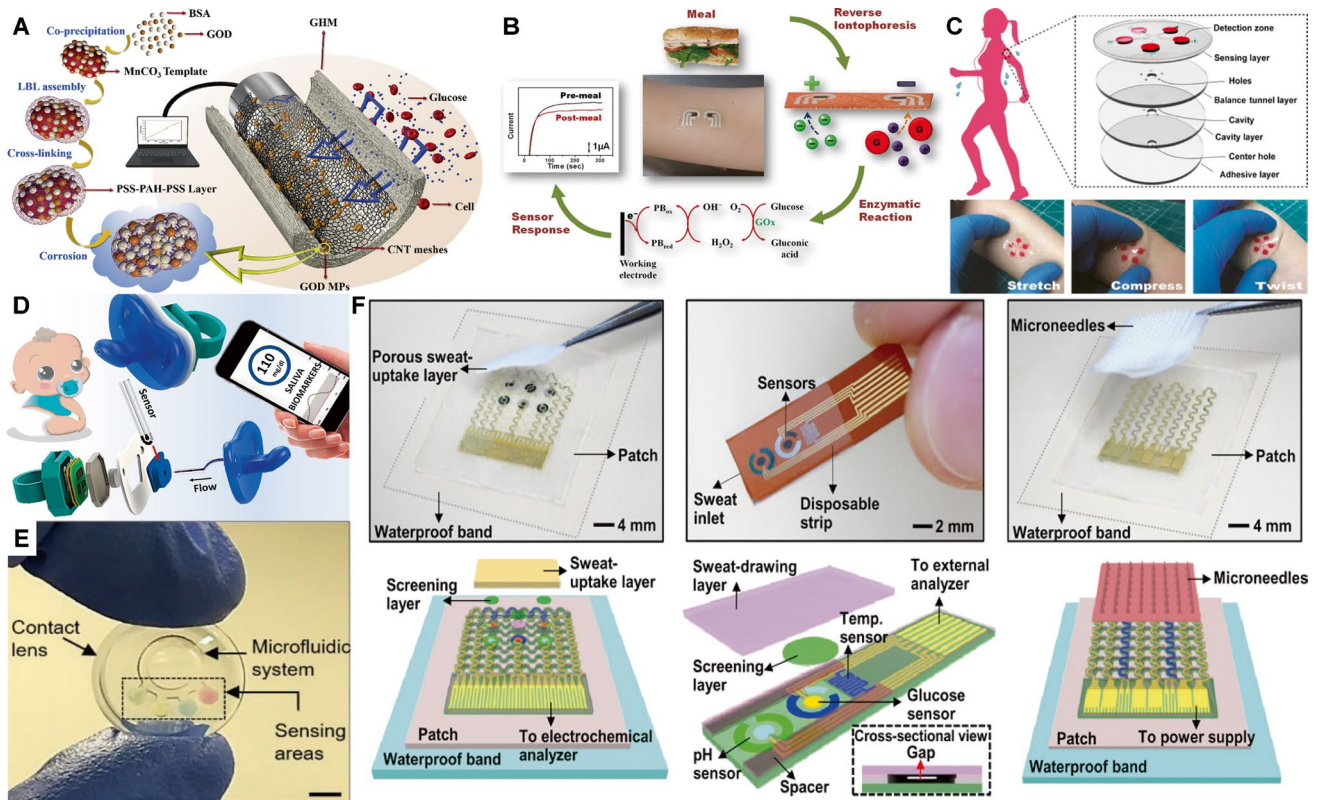 A
BSA
Co-precipitation
GOD
MnCO₃ Template
LBL assembly
Cross-linking
PSS-PAH-PSS Layer
Corrosion
GHM
Glucose
Cell
CNT meshes
GOD MPs
B
Meal
Reverse
Iontophoresis
Pre-meal
Post-meal
Current
1μA
0 100 200 300
Time (sec)
+
−
G
G
Sensor
Response
Enzymatic
Reaction
e⁻
PBox
OH⁻
O₂
Glucose
GOx
PBred
H₂O₂
Gluconic
acid
Working
electrode
C
Detection zone
Sensing layer
Holes
Balance tunnel layer
Cavity
Cavity layer
Center hole
Adhesive layer
Stretch
Compress
Twist
D
110
mg/dl
SALIVA
BIOMARKERS
Sensor
Flow
E
Contact
lens
Microfluidic
system
Sensing
areas
F
Porous sweat-
uptake layer
Patch
Waterproof band
4 mm
Sensors
Sweat
inlet
Disposable
strip
2 mm
Microneedles
Patch
Waterproof band
4 mm
Screening
layer
Sweat-
uptake layer
Patch
To electrochemical
analyzer
Waterproof band
Sweat-drawing
layer
To external
analyzer
Temp.
sensor
Screening
layer
Glucose
sensor
pH
sensor
Spacer
Cross-sectional view
Gap
Microneedles
Patch
To power supply
Waterproof band